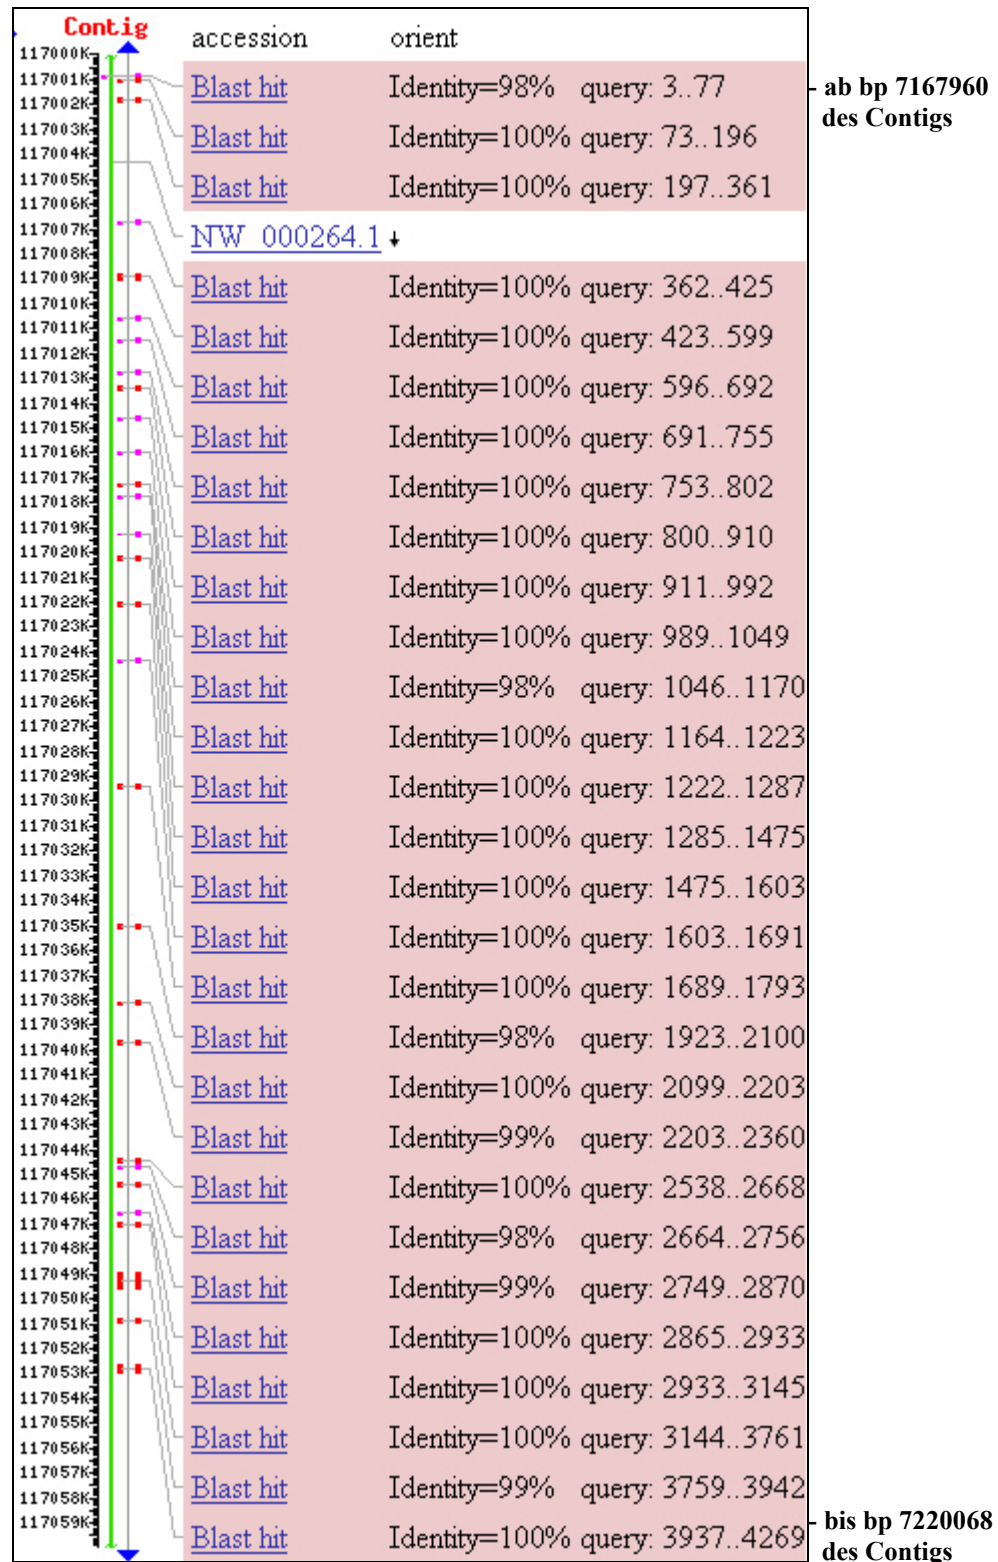 Contig
accession orient
117000K
117001K
117002K
117003K
117004K
117005K
117006K
117007K
117008K
117009K
117010K
117011K
117012K
117013K
117014K
117015K
117016K
117017K
117018K
117019K
117020K
117021K
117022K
117023K
117024K
117025K
117026K
117027K
117028K
117029K
117030K
117031K
117032K
117033K
117034K
117035K
117036K
117037K
117038K
117039K
117040K
117041K
117042K
117043K
117044K
117045K
117046K
117047K
117048K
117049K
117050K
117051K
117052K
117053K
117054K
117055K
117056K
117057K
117058K
117059K
Blast hit Identity=98% query: 3..77
Blast hit Identity=100% query: 73..196
Blast hit Identity=100% query: 197..361
NW_000264.1 ↓
Blast hit Identity=100% query: 362..425
Blast hit Identity=100% query: 423..599
Blast hit Identity=100% query: 596..692
Blast hit Identity=100% query: 691..755
Blast hit Identity=100% query: 753..802
Blast hit Identity=100% query: 800..910
Blast hit Identity=100% query: 911..992
Blast hit Identity=100% query: 989..1049
Blast hit Identity=98% query: 1046..1170
Blast hit Identity=100% query: 1164..1223
Blast hit Identity=100% query: 1222..1287
Blast hit Identity=100% query: 1285..1475
Blast hit Identity=100% query: 1475..1603
Blast hit Identity=100% query: 1603..1691
Blast hit Identity=100% query: 1689..1793
Blast hit Identity=98% query: 1923..2100
Blast hit Identity=100% query: 2099..2203
Blast hit Identity=99% query: 2203..2360
Blast hit Identity=100% query: 2538..2668
Blast hit Identity=98% query: 2664..2756
Blast hit Identity=99% query: 2749..2870
Blast hit Identity=100% query: 2865..2933
Blast hit Identity=100% query: 2933..3145
Blast hit Identity=100% query: 3144..3761
Blast hit Identity=99% query: 3759..3942
Blast hit Identity=100% query: 3937..4269
ab bp 7167960
des Contigs
bis bp 7220068
des Contigs